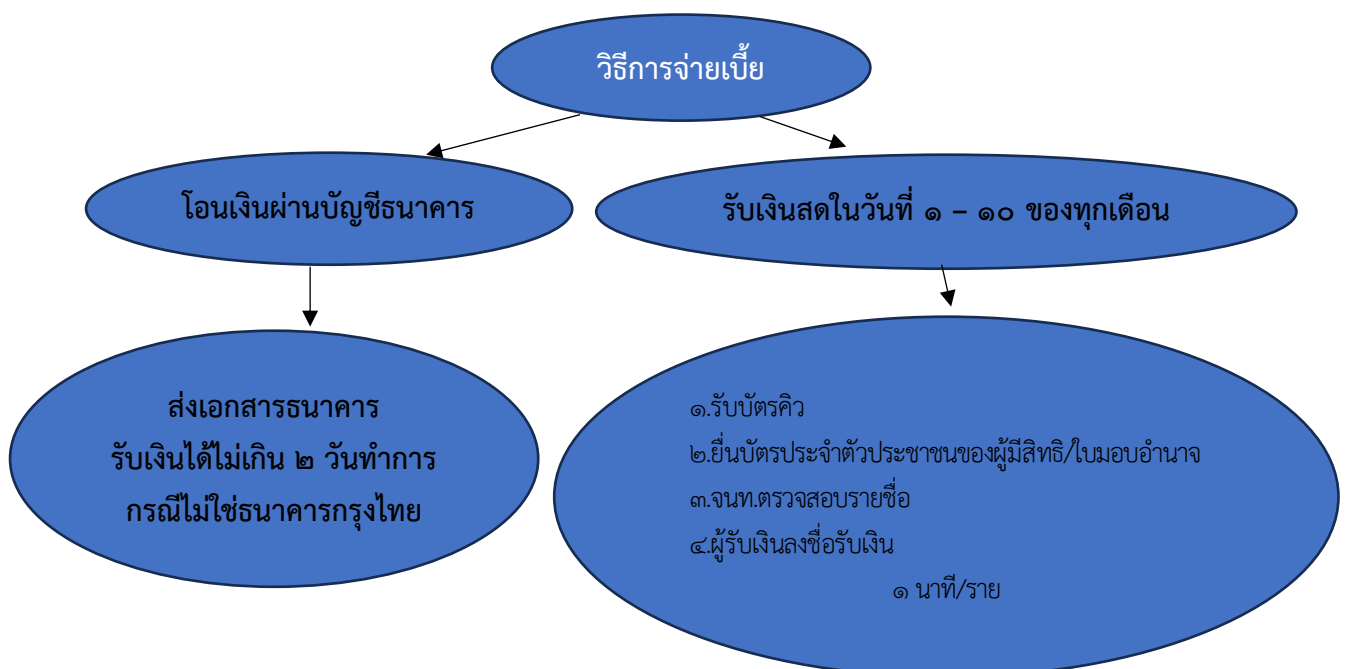 วิธีการจ่ายเบี้ย
โอนเงินผ่านบัญชีธนาคาร
รับเงินสดในวันที่ ๑ – ๑๐ ของทุกเดือน
ส่งเอกสารธนาคาร
รับเงินได้ไม่เกิน ๒ วันทำการ
กรณีไม่ใช่ธนาคารกรุงไทย
๑.รับบัตรคิว
๒.ยื่นบัตรประจำตัวประชาชนของผู้มีสิทธิ/ใบมอบอำนาจ
๓.จนท.ตรวจสอบรายชื่อ
๔.ผู้รับเงินลงชื่อรับเงิน
๑ นาที/ราย